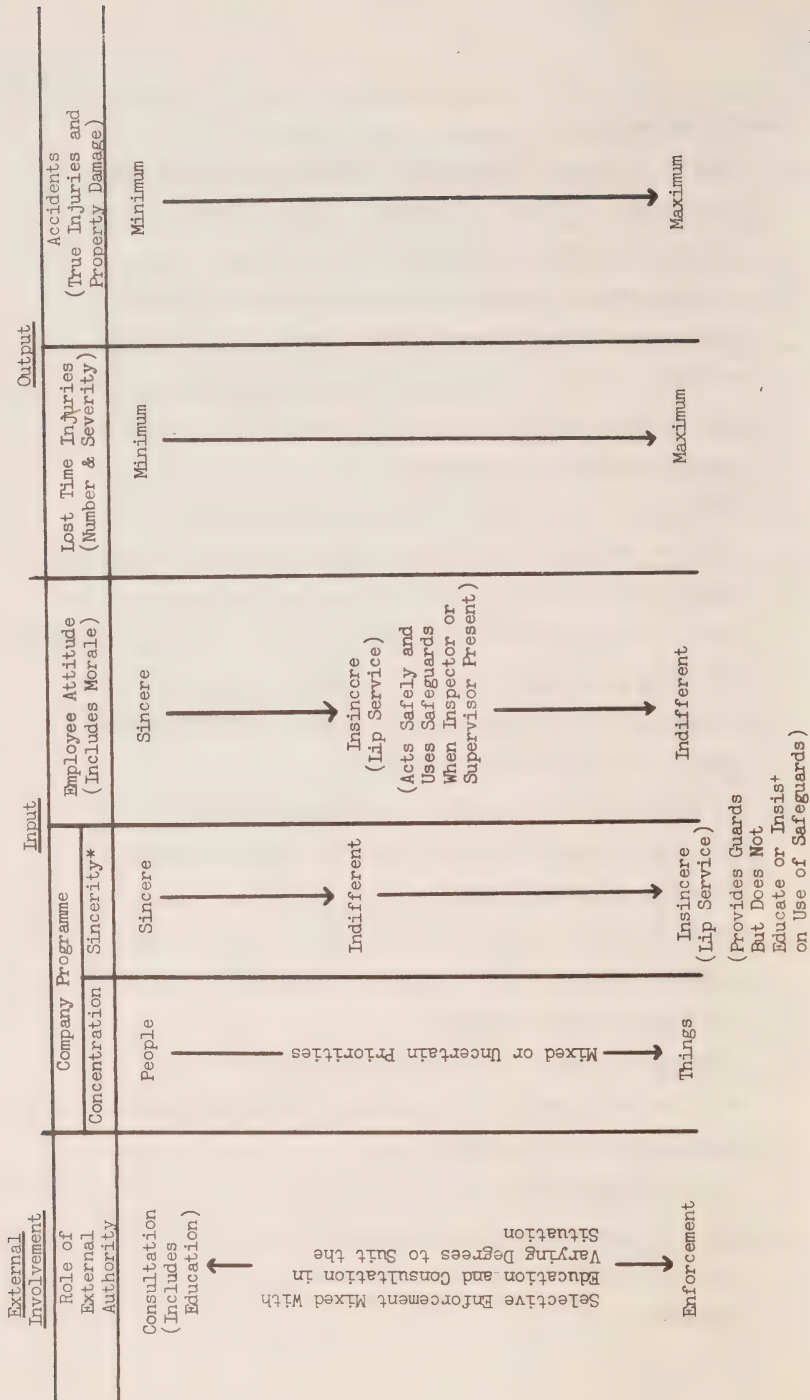 External
Involvement
Input
Output
Role of
External
Authority
Company Programme
Concentration
Sincerity*
Employee Attitude
(Includes Morale)
Lost Time Injuries
(Number & Severity)
Accidents
(True Injuries and
Property Damage)
Consultation
(Includes
Education)
Selective Enforcement Mixed With
Education and Consultation in
Varying Degrees to Suit the
Situation
Enforcement
People
Mixed or Uncertain Priorities
Things
Sincere
Indifferent
Insincere
(Lip Service)
(Provides Guards
But Does Not
Educate or Insist
on Use of Safeguards)
Sincere
Insinccre
(Lip Service)
(Acts Safely and
Uses Safeguards
When Inspector or
Supervisor Present)
Indifferent
Minimum
Maximum
Minimum
Maximum